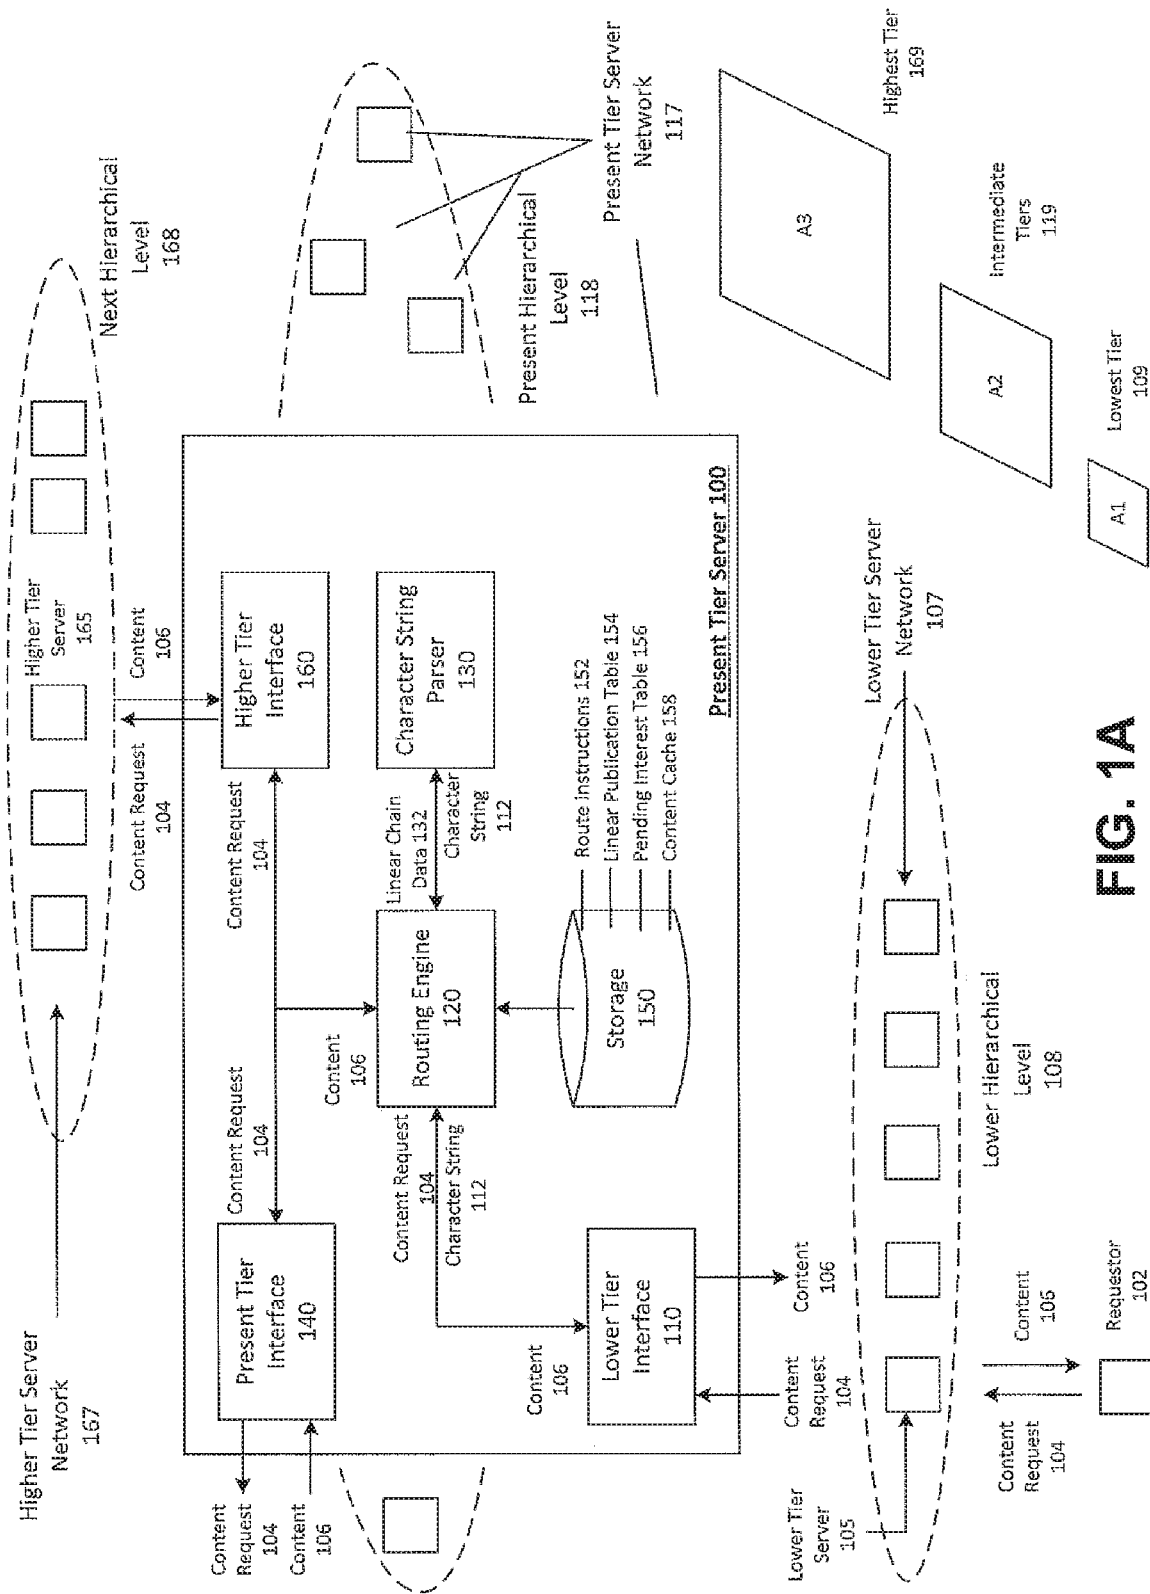 Higher Tier Server
Network
167
Next Hierarchical
Level
168
Higher Tier
Server
165
Content Request
104
Content
106
Content
Request
104
Content
106
Present Tier
Interface
140
Content Request
104
Content Request
104
Higher Tier
Interface
160
Content
106
Content Request
104
Character String
112
Routing Engine
120
Linear Chain
Data 132
Character
String 112
Character String
Parser
130
Content
106
Lower Tier
Interface
110
Storage
150
Route Instructions 152
Linear Publication Table 154
Pending Interest Table 156
Content Cache 158
Present Tier Server 100
Present Hierarchical
Level
118
Present Tier Server
Network
117
Content
Request
104
Content
106
Lower Tier
Server
105
Lower Tier Server
Network
107
Lower Hierarchical
Level
108
Content
Request
104
Content
106
Requestor
102
A3
Highest Tier
169
A2
Intermediate
Tiers
119
A1
Lowest Tier
109
FIG. 1A